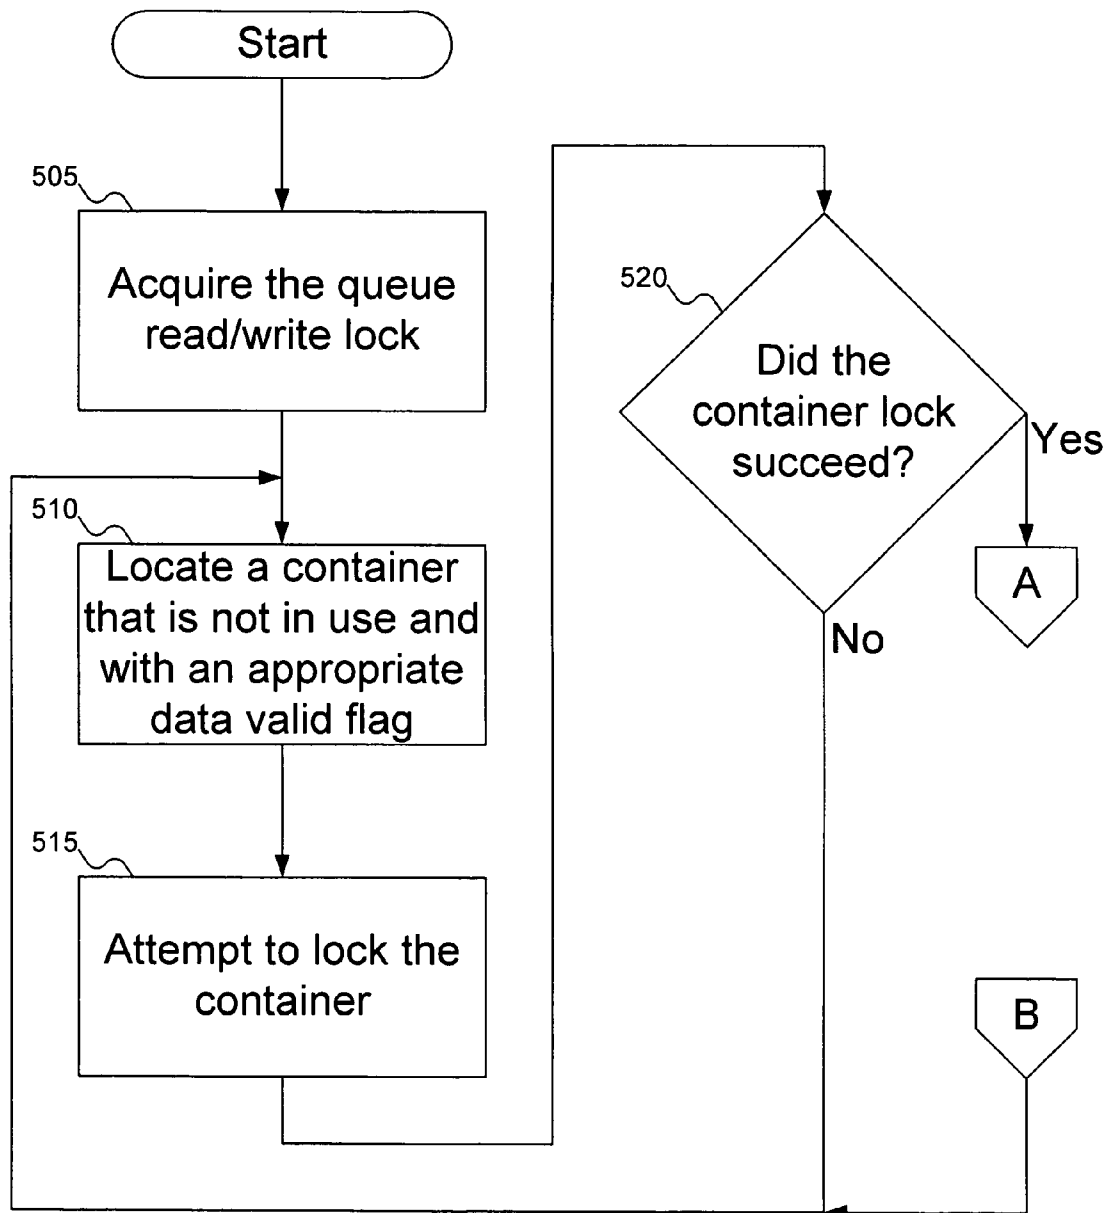 Start
505
Acquire the queue
read/write lock
510
Locate a container
that is not in use and
with an appropriate
data valid flag
515
Attempt to lock the
container
520
Did the
container lock
succeed?
Yes
A
No
B